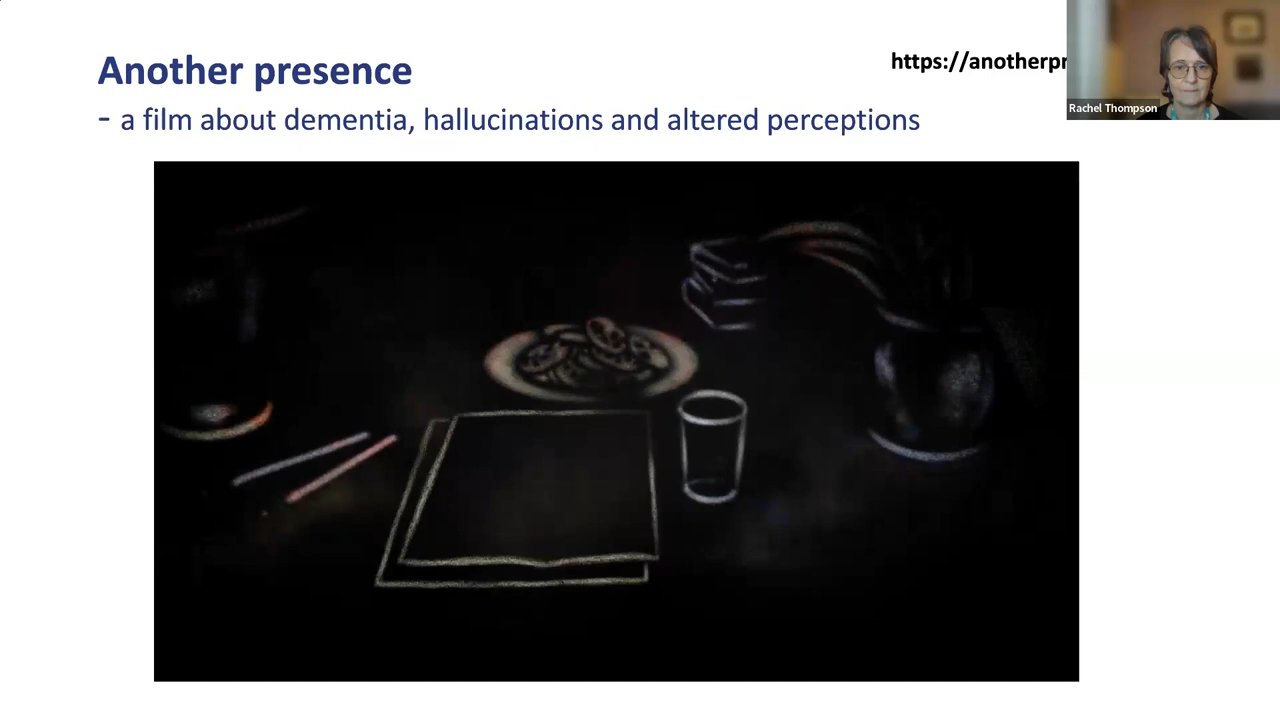 Another presence
https://anotherpr
- a film about dementia, hallucinations and altered perceptions
Rachel Thompson